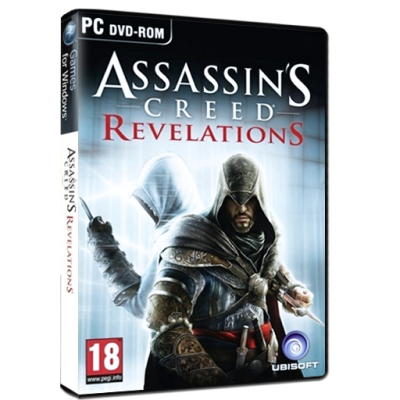 PC DVD-ROM
ASSASSIN'S
CREED
REVELATIONS
Games
for Windows
ASSASSIN'S
CREED
REVELATIONS
18
www.pegi.info
UBISOFT